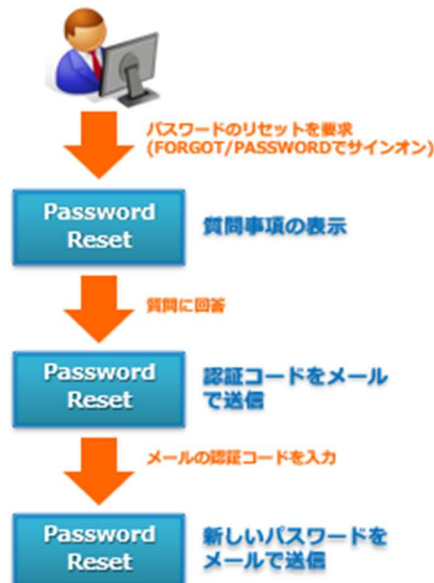 パスワードのリセットを要求
(FORGOT/PASSWORDでサインオン)
Password
Reset
質問事項の表示
質問に回答
Password
Reset
認証コードをメール
で送信
メールの認証コードを入力
Password
Reset
新しいパスワードを
メールで送信